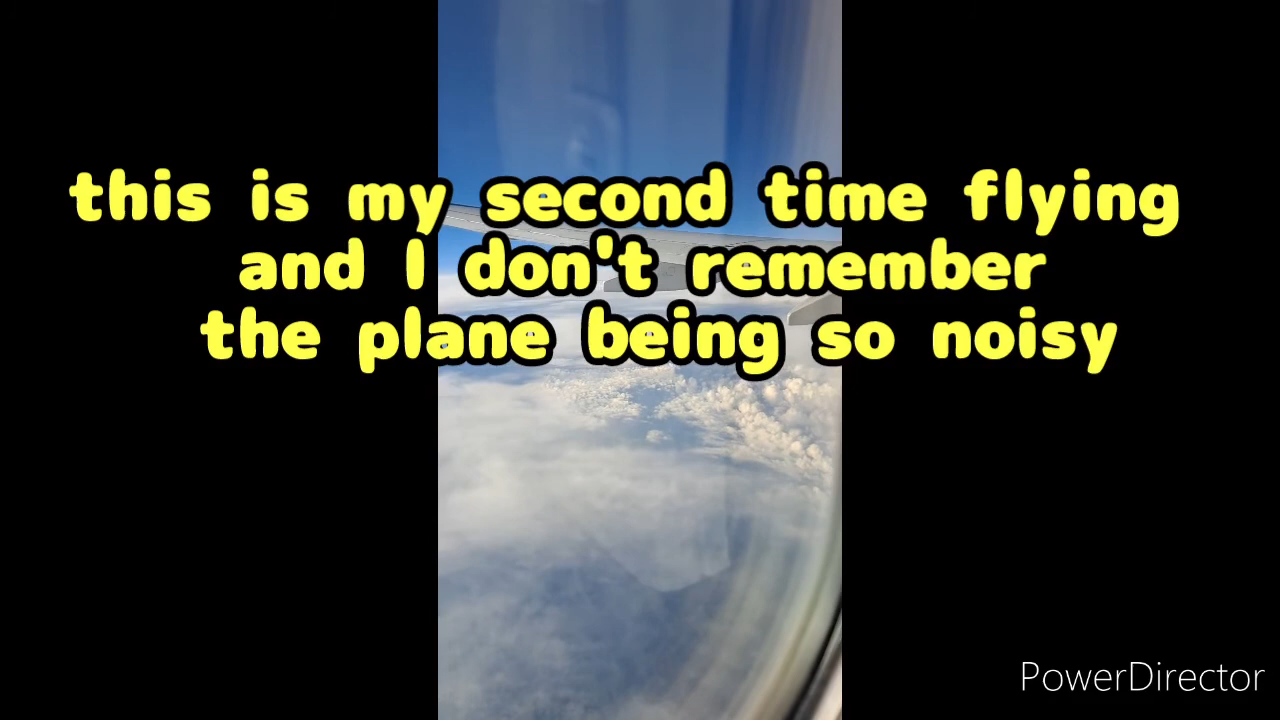 this is my second time flying
and I don't remember
the plane being so noisy
PowerDirector